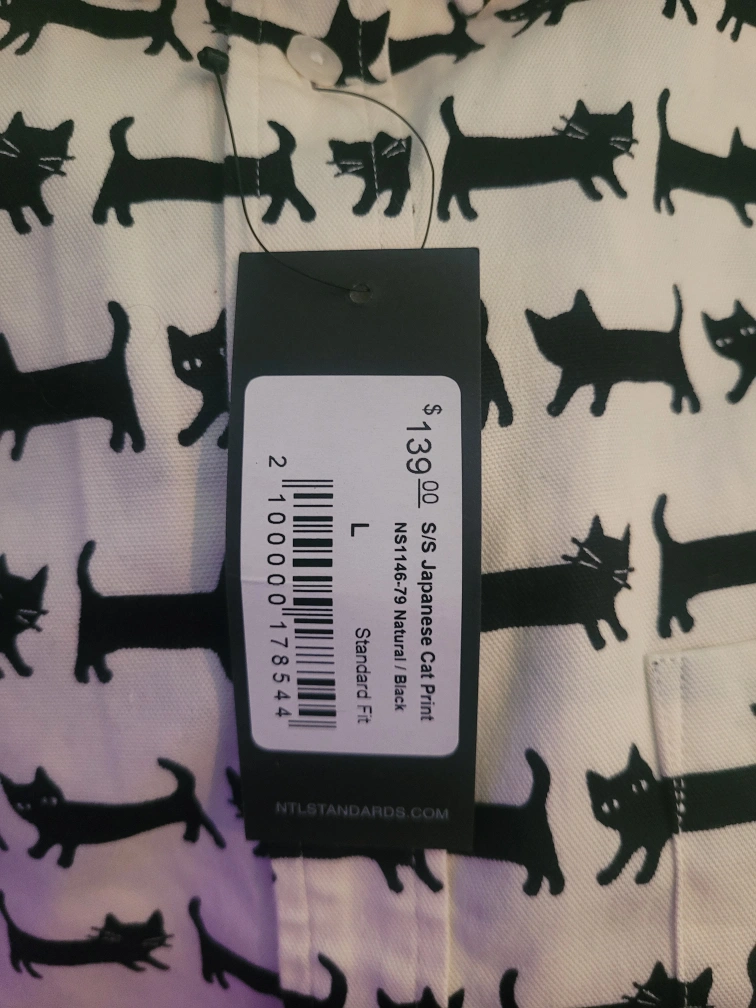 $139.00
S/S Japanese Cat Print
NS1146-79 Natural / Black
L
Standard Fit
2 100000 178544
NTLSTANDARDS.COM